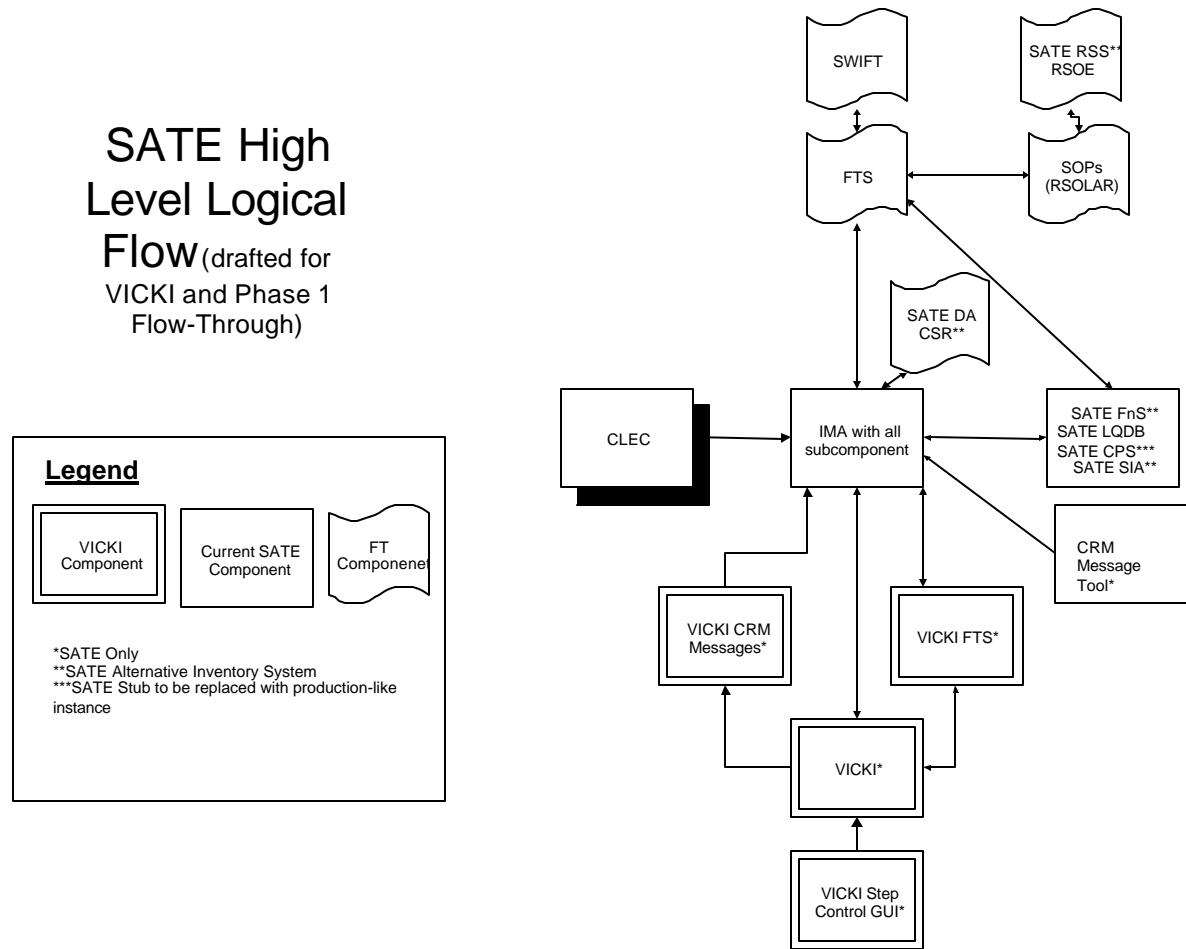 SATE High
Level Logical
Flow (drafted for
VICKI and Phase 1
Flow-Through)
Legend
VICKI
Component
Current SATE
Component
FT
Componenet
*SATE Only
**SATE Alternative Inventory System
***SATE Stub to be replaced with production-like
instance
SWIFT
SATE RSS**
RSOE
FTS
SOPs
(RSOLAR)
SATE DA
CSR**
CLEC
IMA with all
subcomponent
SATE FnS**
SATE LQDB
SATE CPS***
SATE SIA**
CRM
Message
Tool*
VICKI CRM
Messages*
VICKI FTS*
VICKI*
VICKI Step
Control GUI*